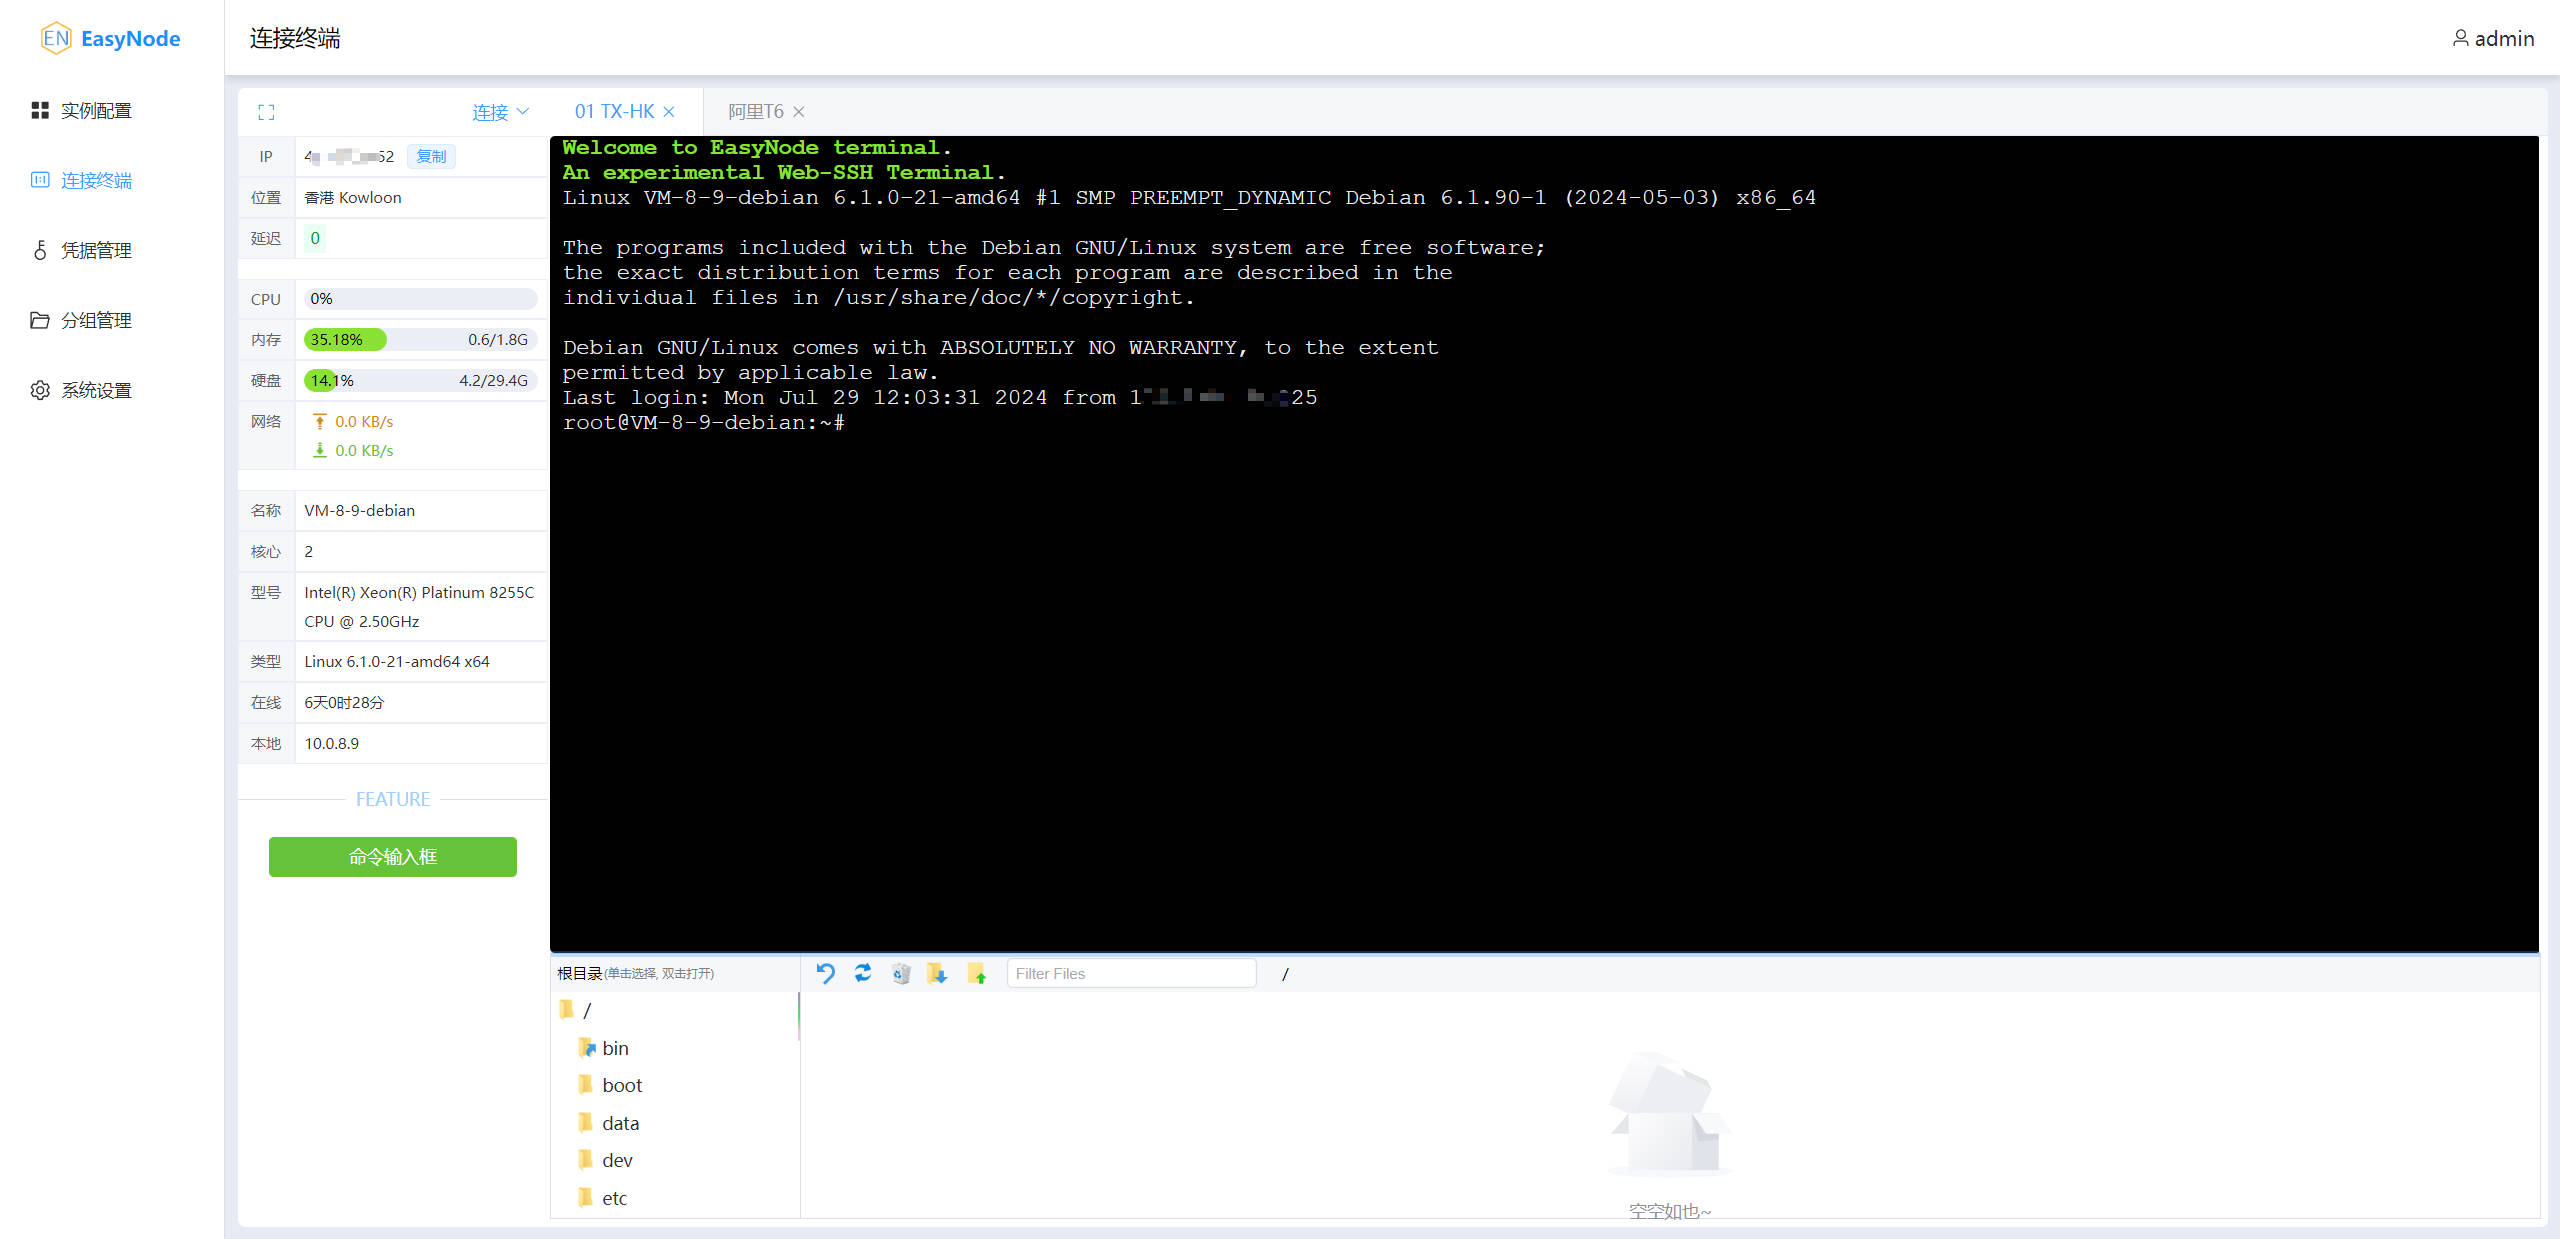 EN EasyNode
实例配置
连接终端
凭据管理
分组管理
系统设置
连接终端
admin
连接
01 TX-HK
阿里T6
IP 复制
位置 香港 Kowloon
延迟 0
CPU 0%
内存 35.18% 0.6/1.8G
硬盘 14.1% 4.2/29.4G
网络 0.0 KB/s
0.0 KB/s
名称 VM-8-9-debian
核心 2
型号 Intel(R) Xeon(R) Platinum 8255C
CPU @ 2.50GHz
类型 Linux 6.1.0-21-amd64 x64
在线 6天0时28分
本地 10.0.8.9
FEATURE
命令输入框
Welcome to EasyNode terminal.
An experimental Web-SSH Terminal.
Linux VM-8-9-debian 6.1.0-21-amd64 #1 SMP PREEMPT_DYNAMIC Debian 6.1.90-1 (2024-05-03) x86_64
The programs included with the Debian GNU/Linux system are free software;
the exact distribution terms for each program are described in the
individual files in /usr/share/doc/*/copyright.
Debian GNU/Linux comes with ABSOLUTELY NO WARRANTY, to the extent
permitted by applicable law.
Last login: Mon Jul 29 12:03:31 2024 from
root@VM-8-9-debian:~#
根目录(单击选择, 双击打开)
Filter Files
/
/
bin
boot
data
dev
etc
空空如也~